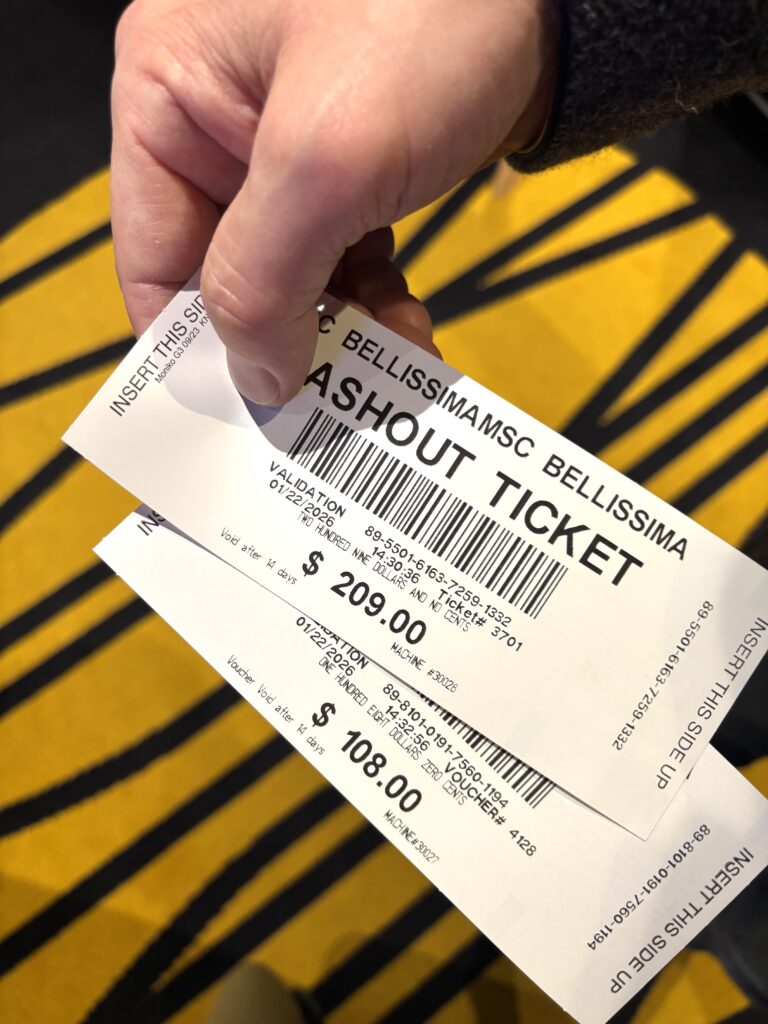 INSERT THIS SID
Moniko G3 09/23
C BELLISSIMAMSC BELLISSIMA
ASHOUT TICKET
VALIDATION 89-5501-6163-7259-1332
01/22/2026 14:30:36 Ticket# 3701
TWO HUNDRED NINE DOLLARS AND NO CENTS
Void after 14 days $ 209.00
MACHINE #30026
89-5501-6163-7259-1332
INSERT THIS SIDE UP
INS
IDATION 89-8101-0191-7560-1194
01/22/2026 14:32:56 VOUCHER# 4128
ONE HUNDRED EIGHT DOLLARS ZERO CENTS
Voucher Void after 14 days $ 108.00
MACHINE#30027
89-8101-0191-7560-1194
INSERT THIS SIDE UP